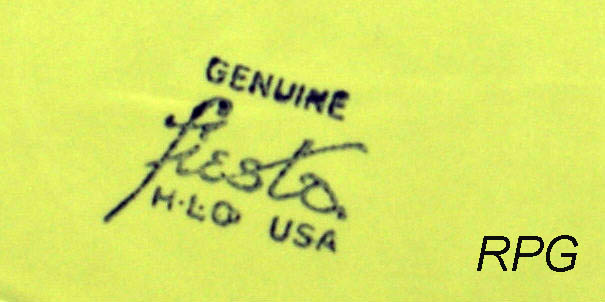 GENUINE
fiesta
H·L·Co USA
RPG